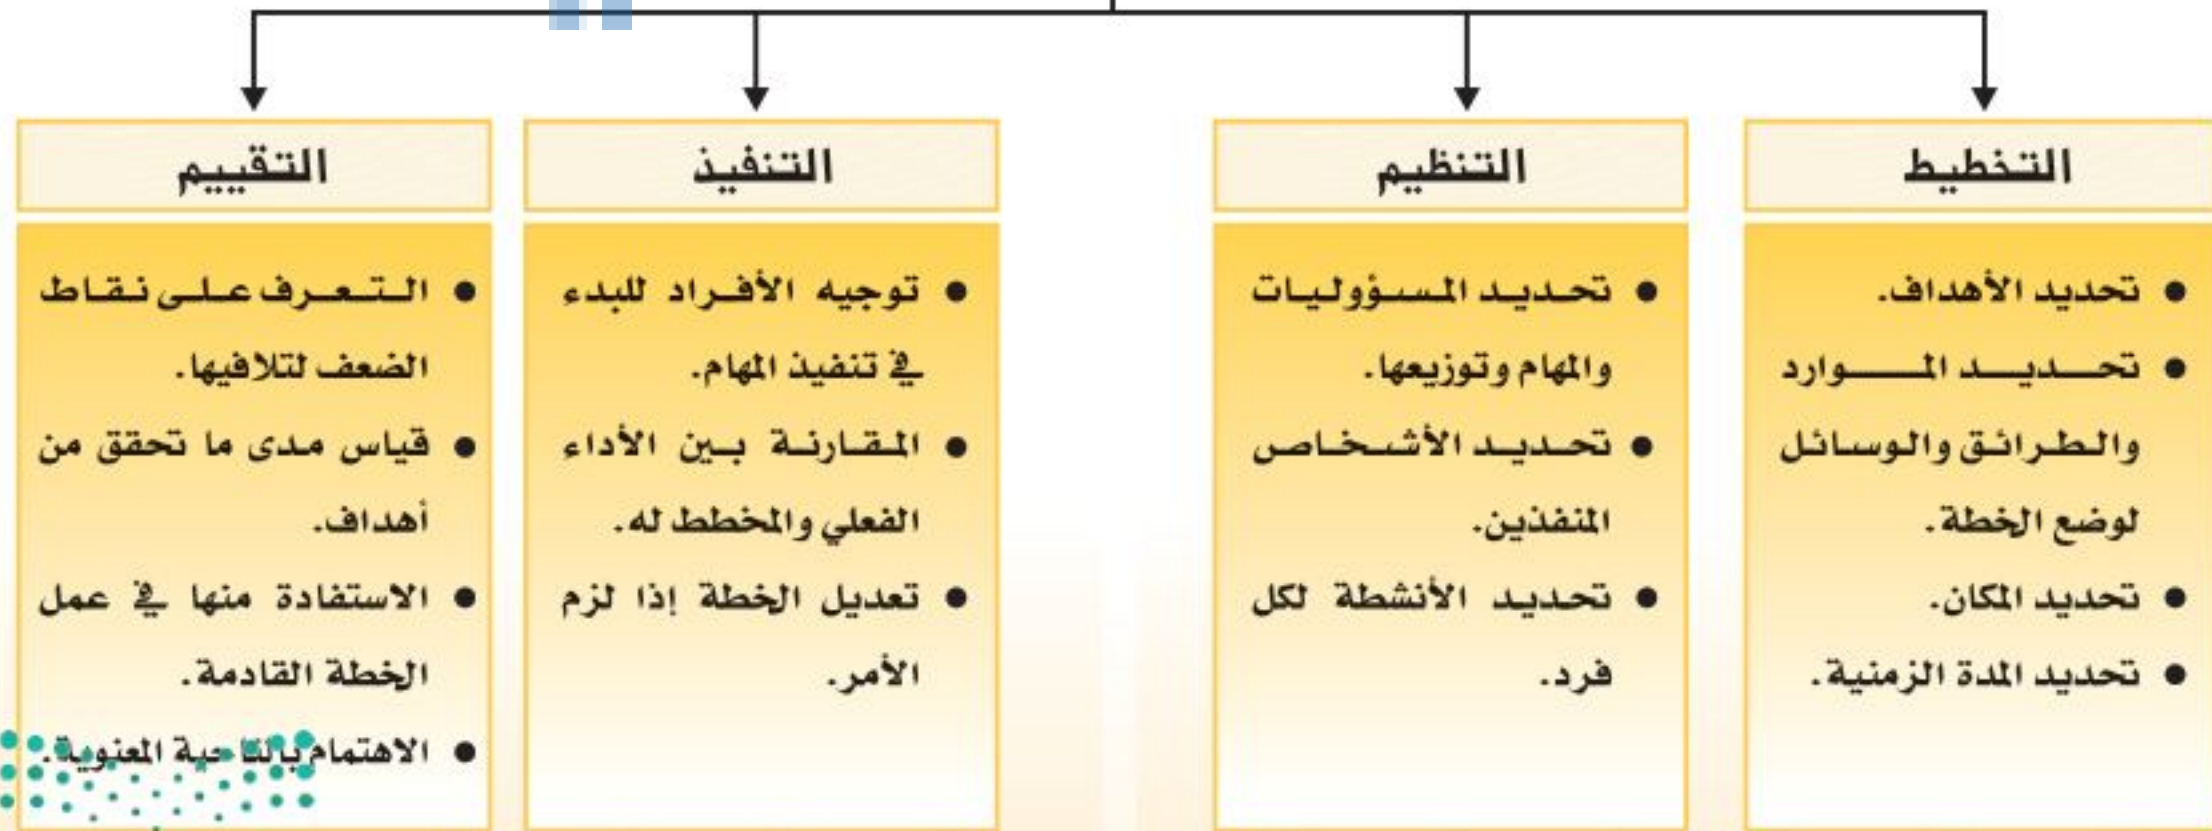 التخطيط
• تحديد الأهداف.
• تحديد الموارد
والطرائق والوسائل
لوضع الخطة.
• تحديد المكان.
• تحديد المدة الزمنية.
التنظيم
• تحديد المسؤوليات
والمهام وتوزيعها.
• تحديد الأشخاص
المنفذين.
• تحديد الأنشطة لكل
فرد.
التنفيذ
• توجيه الأفراد للبدء
في تنفيذ المهام.
• المقارنة بين الأداء
الفعلي والمخطط له.
• تعديل الخطة إذا لزم
الأمر.
التقييم
• التعرف على نقاط
الضعف لتلافيها.
• قياس مدى ما تحقق من
أهداف.
• الاستفادة منها في عمل
الخطة القادمة.
• الاهتمام بالناحية المعنوية.